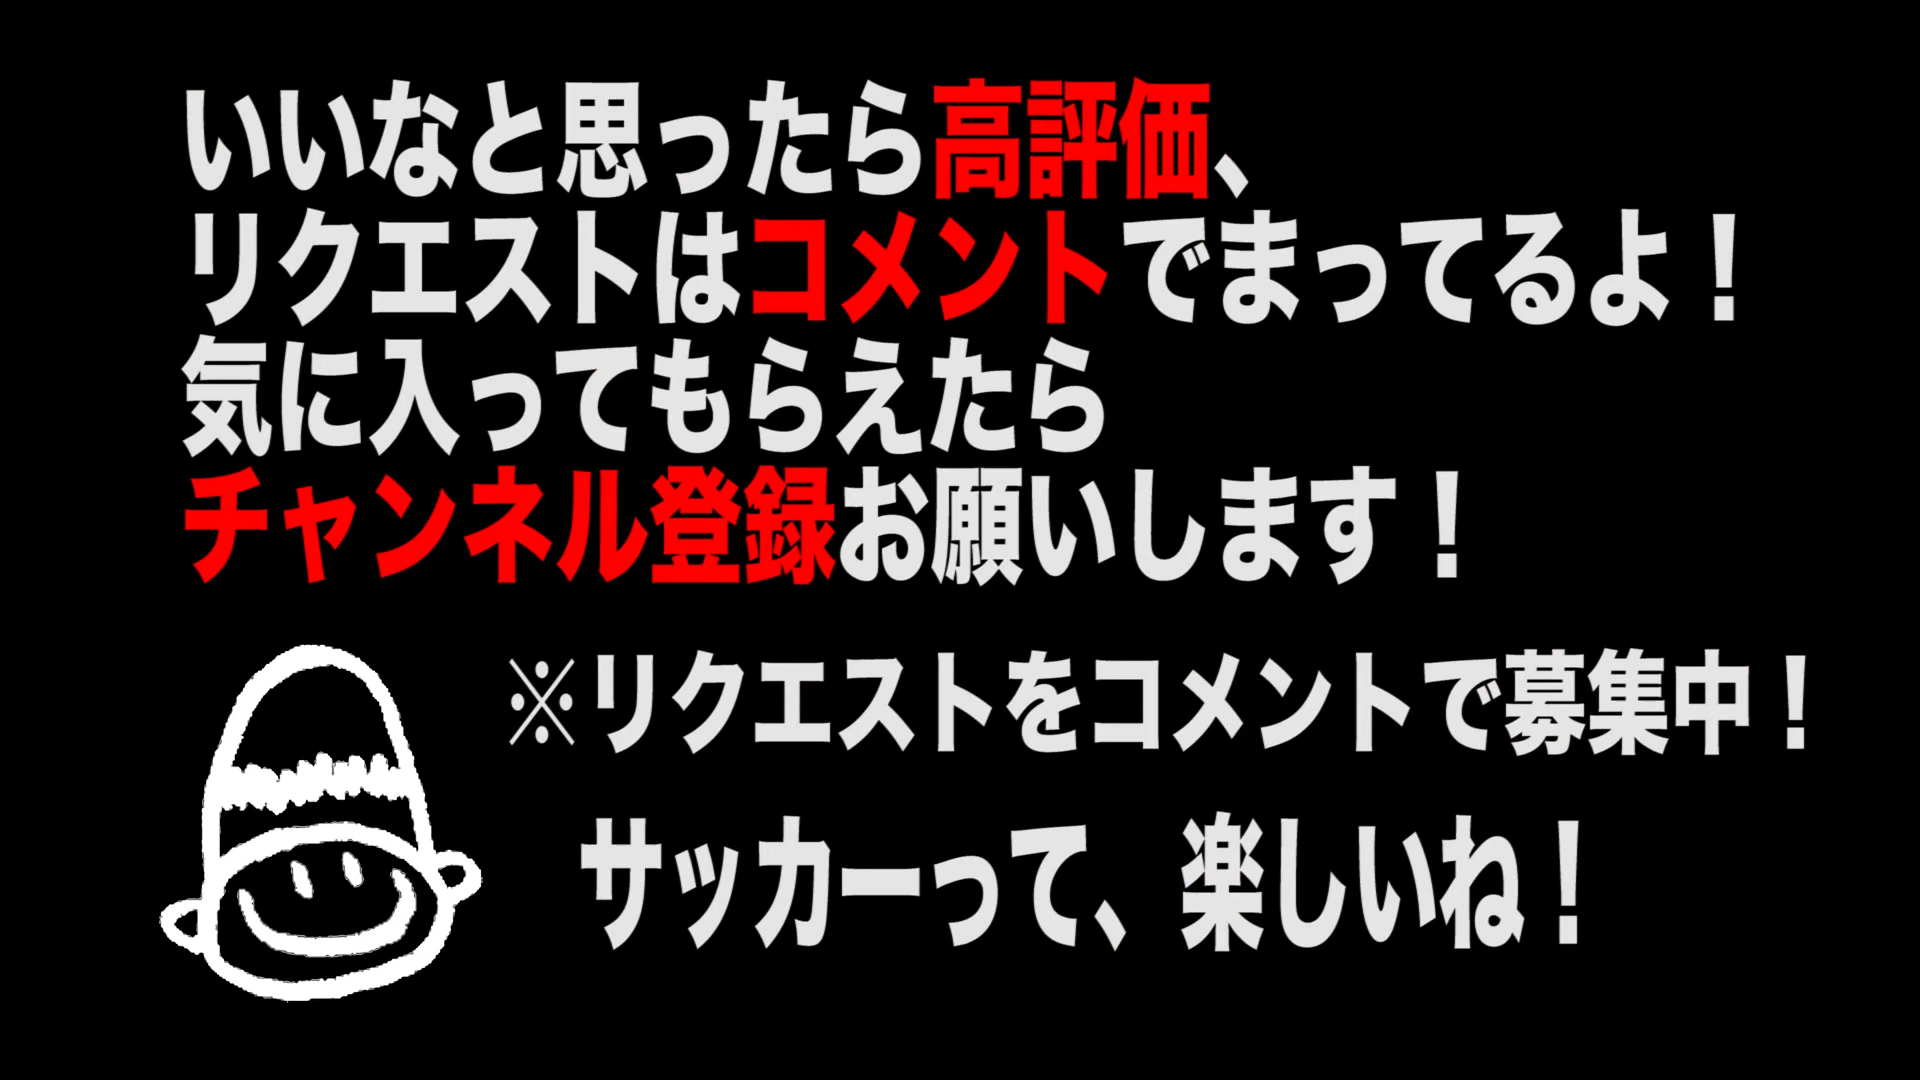 いいなと思ったら高評価、
リクエストはコメントでまってるよ！
気に入ってもらえたら
チャンネル登録お願いします！
※リクエストをコメントで募集中！
サッカーって、楽しいね！